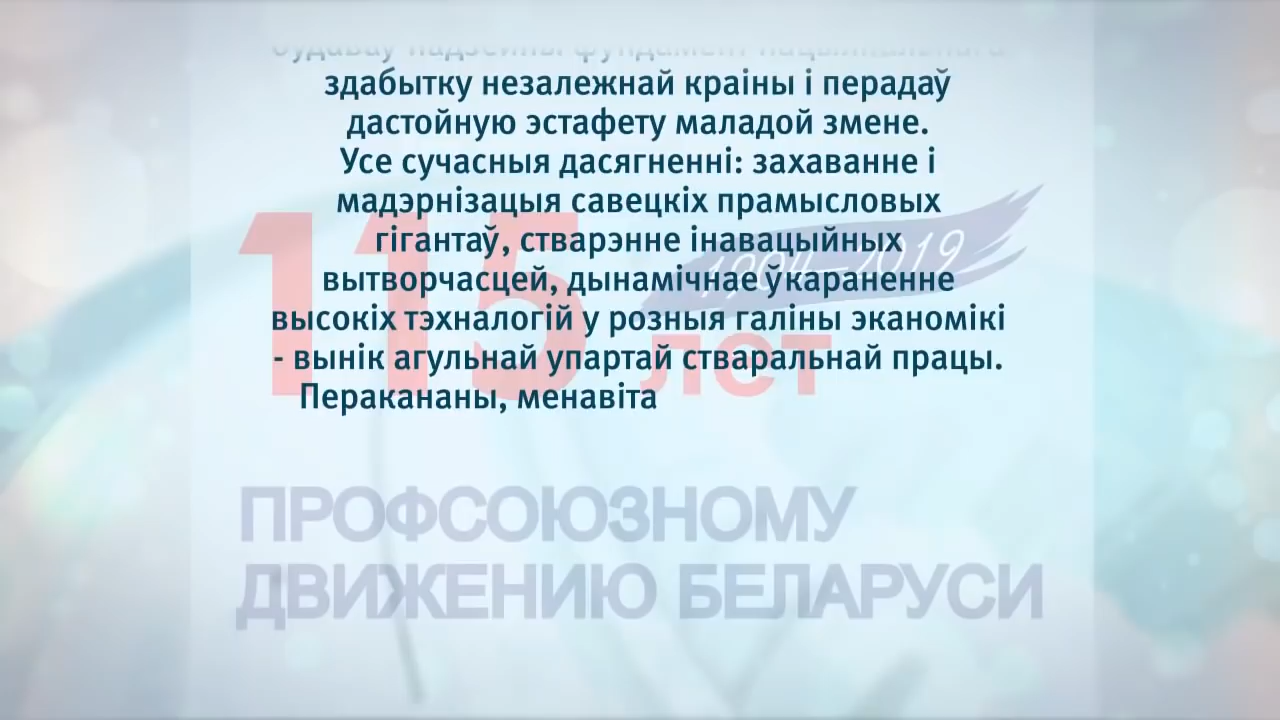 здабытку незалежнай краіны і перадаў
дастойную эстафету маладой змене.
Усе сучасныя дасягненні: захаванне і
мадэрнізацыя савецкіх прамысловых
гігантаў, стварэнне інавацыйных
вытворчасцей, дынамічнае ўкараненне
высокіх тэхналогій у розныя галіны эканомікі
- вынік агульнай упартай стваральнай працы.
Перакананы, менавіта
115 лет
1904-2019
ПРОФСОЮЗНОМУ
ДВИЖЕНИЮ БЕЛАРУСИ